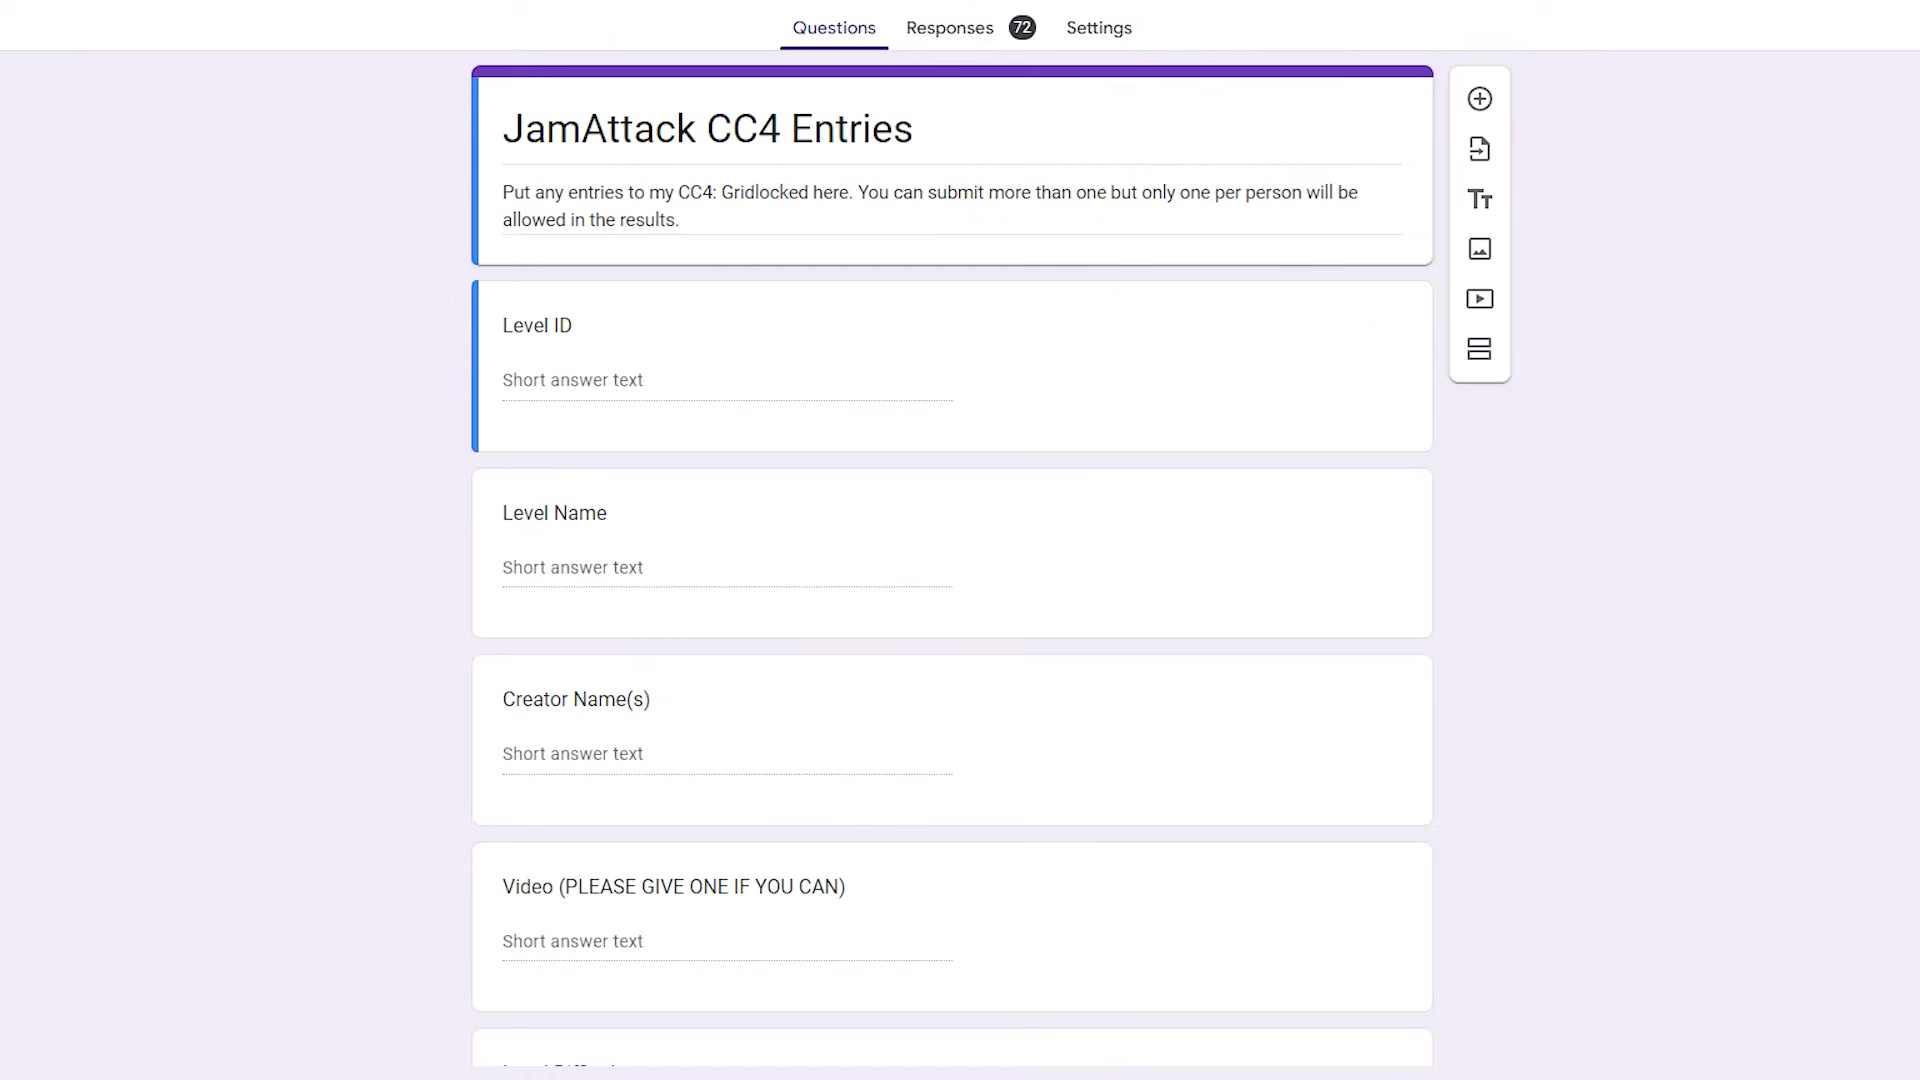 Questions
Responses 72
Settings
JamAttack CC4 Entries
Put any entries to my CC4: Gridlocked here. You can submit more than one but only one per person will be
allowed in the results.
Level ID
Short answer text
Level Name
Short answer text
Creator Name(s)
Short answer text
Video (PLEASE GIVE ONE IF YOU CAN)
Short answer text